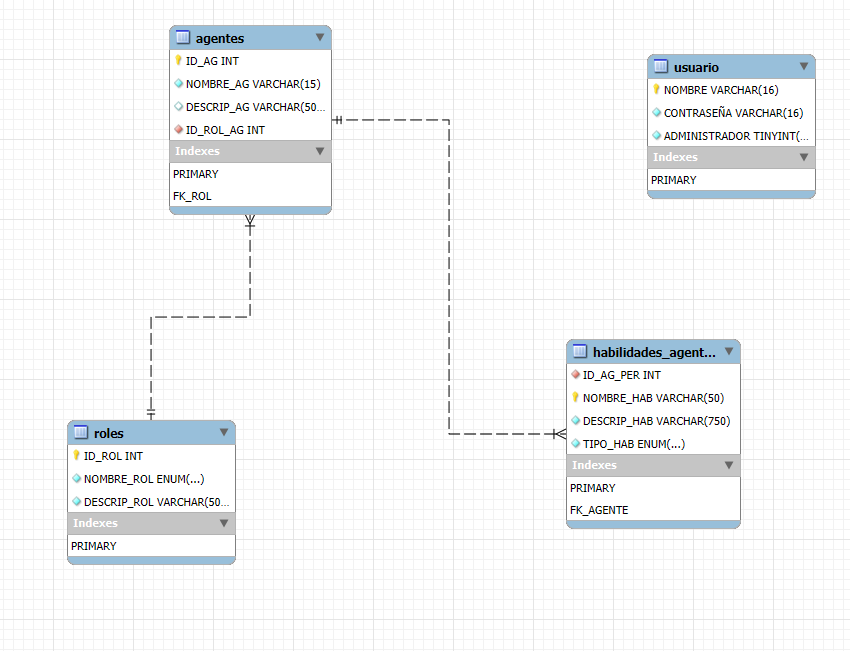 agentes
ID_AG INT
NOMBRE_AG VARCHAR(15)
DESCRIP_AG VARCHAR(50...
ID_ROL_AG INT
Indexes
PRIMARY
FK_ROL
usuario
NOMBRE VARCHAR(16)
CONTRASEÑA VARCHAR(16)
ADMINISTRADOR TINYINT(...
Indexes
PRIMARY
habilidades_agent...
ID_AG_PER INT
NOMBRE_HAB VARCHAR(50)
DESCRIP_HAB VARCHAR(750)
TIPO_HAB ENUM(...)
Indexes
PRIMARY
FK_AGENTE
roles
ID_ROL INT
NOMBRE_ROL ENUM(...)
DESCRIP_ROL VARCHAR(50...
Indexes
PRIMARY